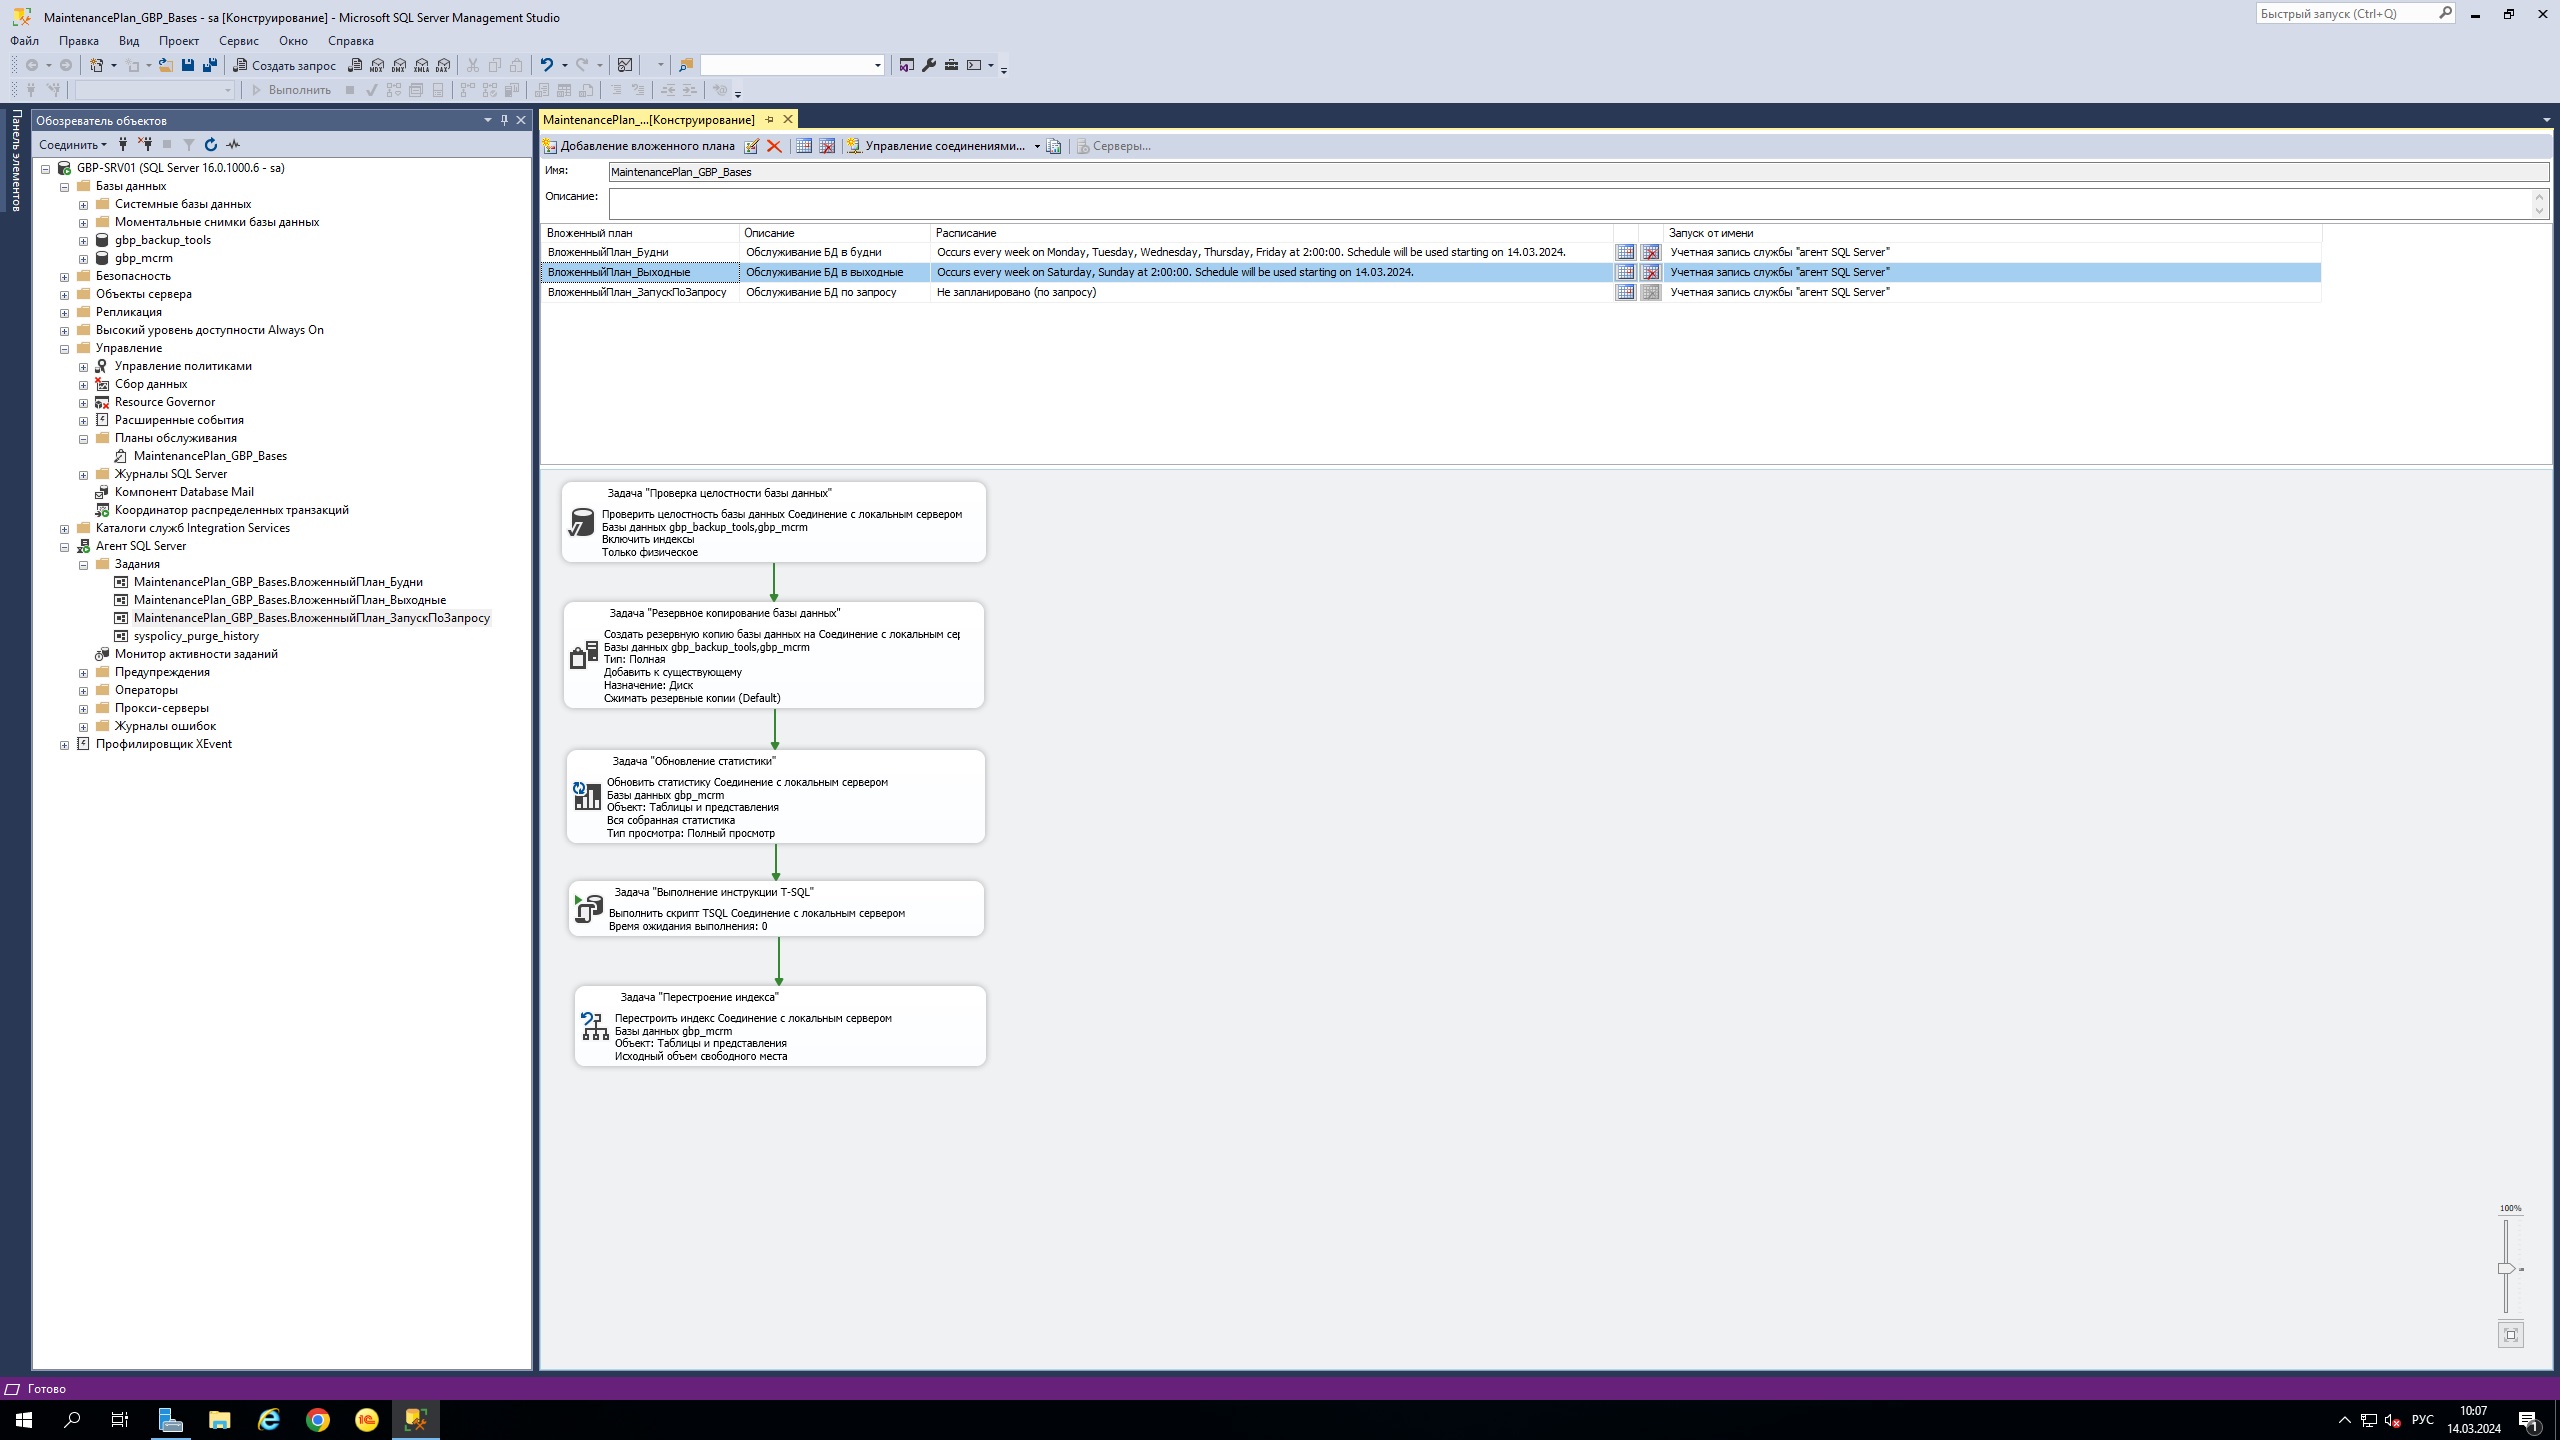 MaintenancePlan_GBP_Bases - sa [Конструирование] - Microsoft SQL Server Management Studio
Быстрый запуск (Ctrl+Q)
Файл Правка Вид Проект Сервис Окно Справка
Создать запрос
MDX DMX XMLA DAX
Выполнить
Панель элементов
Обозреватель объектов
Соединить
GBP-SRV01 (SQL Server 16.0.1000.6 - sa)
Базы данных
Системные базы данных
Моментальные снимки базы данных
gbp_backup_tools
gbp_mcrm
Безопасность
Объекты сервера
Репликация
Высокий уровень доступности Always On
Управление
Управление политиками
Сбор данных
Resource Governor
Расширенные события
Планы обслуживания
MaintenancePlan_GBP_Bases
Журналы SQL Server
Компонент Database Mail
Координатор распределенных транзакций
Каталоги служб Integration Services
Агент SQL Server
Задания
MaintenancePlan_GBP_Bases.ВложенныйПлан_Будни
MaintenancePlan_GBP_Bases.ВложенныйПлан_Выходные
MaintenancePlan_GBP_Bases.ВложенныйПлан_ЗапускПоЗапросу
syspolicy_purge_history
Монитор активности заданий
Предупреждения
Операторы
Прокси-серверы
Журналы ошибок
Профилировщик XEvent
MaintenancePlan_...[Конструирование]
Добавление вложенного плана Управление соединениями... Серверы...
Имя: MaintenancePlan_GBP_Bases
Описание:
Вложенный план Описание Расписание Запуск от имени
ВложенныйПлан_Будни Обслуживание БД в будни Occurs every week on Monday, Tuesday, Wednesday, Thursday, Friday at 2:00:00. Schedule will be used starting on 14.03.2024. Учетная запись службы "агент SQL Server"
ВложенныйПлан_Выходные Обслуживание БД в выходные Occurs every week on Saturday, Sunday at 2:00:00. Schedule will be used starting on 14.03.2024. Учетная запись службы "агент SQL Server"
ВложенныйПлан_ЗапускПоЗапросу Обслуживание БД по запросу Не запланировано (по запросу) Учетная запись службы "агент SQL Server"
Задача "Проверка целостности базы данных"
Проверить целостность базы данных Соединение с локальным сервером
Базы данных gbp_backup_tools,gbp_mcrm
Включить индексы
Только физическое
Задача "Резервное копирование базы данных"
Создать резервную копию базы данных на Соединение с локальным сер
Базы данных gbp_backup_tools,gbp_mcrm
Тип: Полная
Добавить к существующему
Назначение: Диск
Сжимать резервные копии (Default)
Задача "Обновление статистики"
Обновить статистику Соединение с локальным сервером
Базы данных gbp_mcrm
Объект: Таблицы и представления
Вся собранная статистика
Тип просмотра: Полный просмотр
Задача "Выполнение инструкции T-SQL"
Выполнить скрипт TSQL Соединение с локальным сервером
Время ожидания выполнения: 0
Задача "Перестроение индекса"
Перестроить индекс Соединение с локальным сервером
Базы данных gbp_mcrm
Объект: Таблицы и представления
Исходный объем свободного места
100%
Готово
1С
РУС
10:07
14.03.2024
1